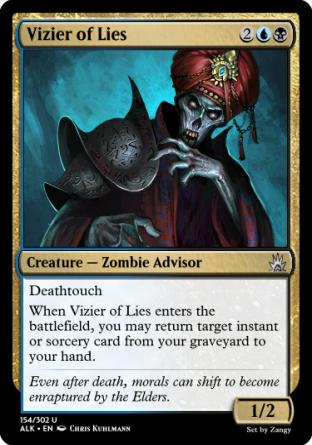 Vizier of Lies 2
Creature — Zombie Advisor
Deathtouch
When Vizier of Lies enters the
battlefield, you may return target instant
or sorcery card from your graveyard to
your hand.
Even after death, morals can shift to become
enraptured by the Elders.
1/2
154/302 U
ALK • EN Chris Kuhlmann
Set by Zangy